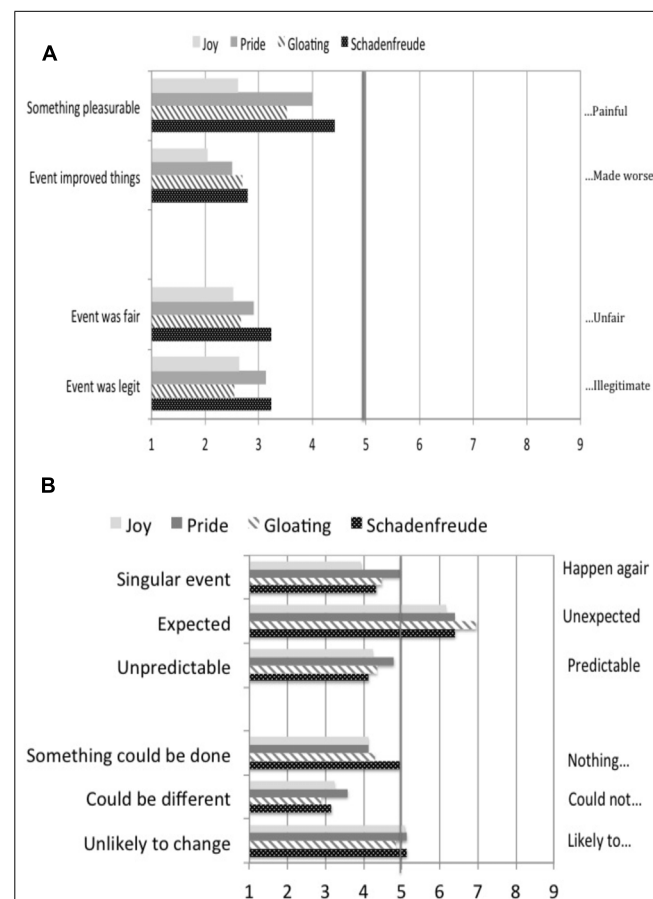 A
Joy Pride Gloating Schadenfreude
Something pleasurable ...Painful
Event improved things ...Made worse
Event was fair ...Unfair
Event was legit ...Illegitimate
1 2 3 4 5 6 7 8 9
B
Joy Pride Gloating Schadenfreude
Singular event Happen agair
Expected Unexpected
Unpredictable Predictable
Something could be done Nothing...
Could be different Could not...
Unlikely to change Likely to...
1 2 3 4 5 6 7 8 9